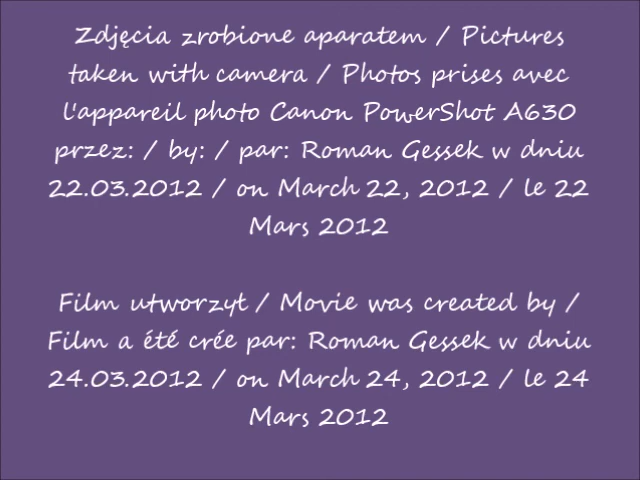 Zdjęcia zrobione aparatem / Pictures
taken with camera / Photos prises avec
l'appareil photo Canon PowerShot A630
przez: / by: / par: Roman Gessek w dniu
22.03.2012 / on March 22, 2012 / le 22
Mars 2012
Film utworzył / Movie was created by /
Film a été crée par: Roman Gessek w dniu
24.03.2012 / on March 24, 2012 / le 24
Mars 2012